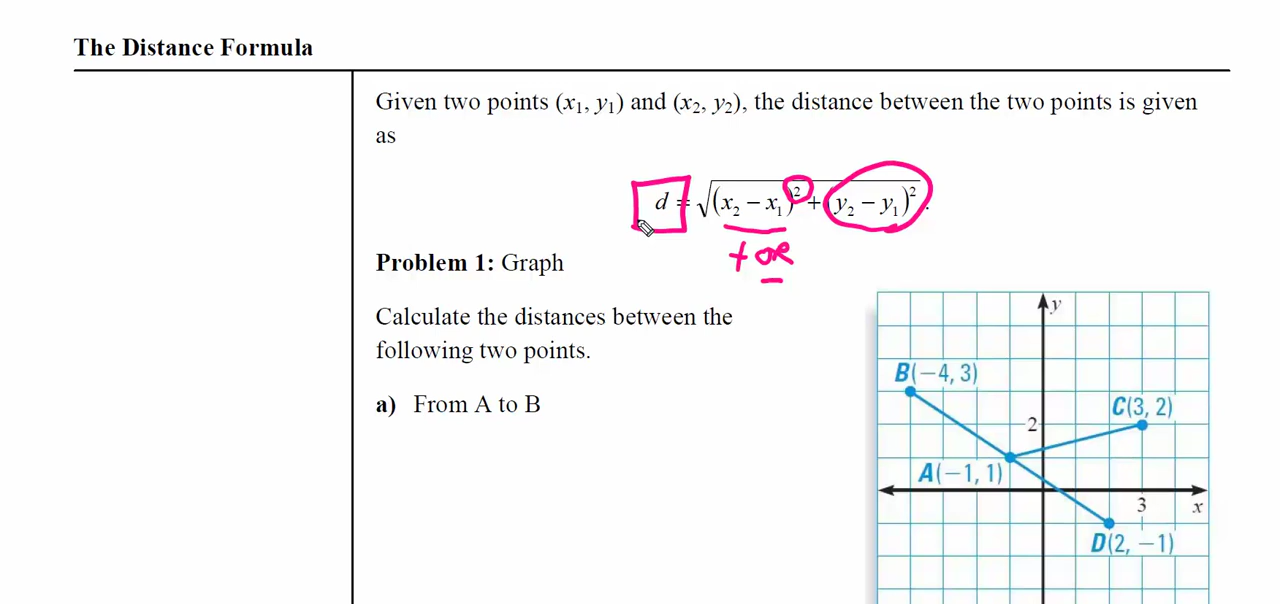 The Distance Formula
Given two points (x₁, y₁) and (x₂, y₂), the distance between the two points is given
as
d = √(x₂ − x₁)² + (y₂ − y₁)².
+ OR −
Problem 1: Graph
Calculate the distances between the
following two points.
a) From A to B
y
B(−4, 3)
C(3, 2)
2
A(−1, 1)
3
x
D(2, −1)